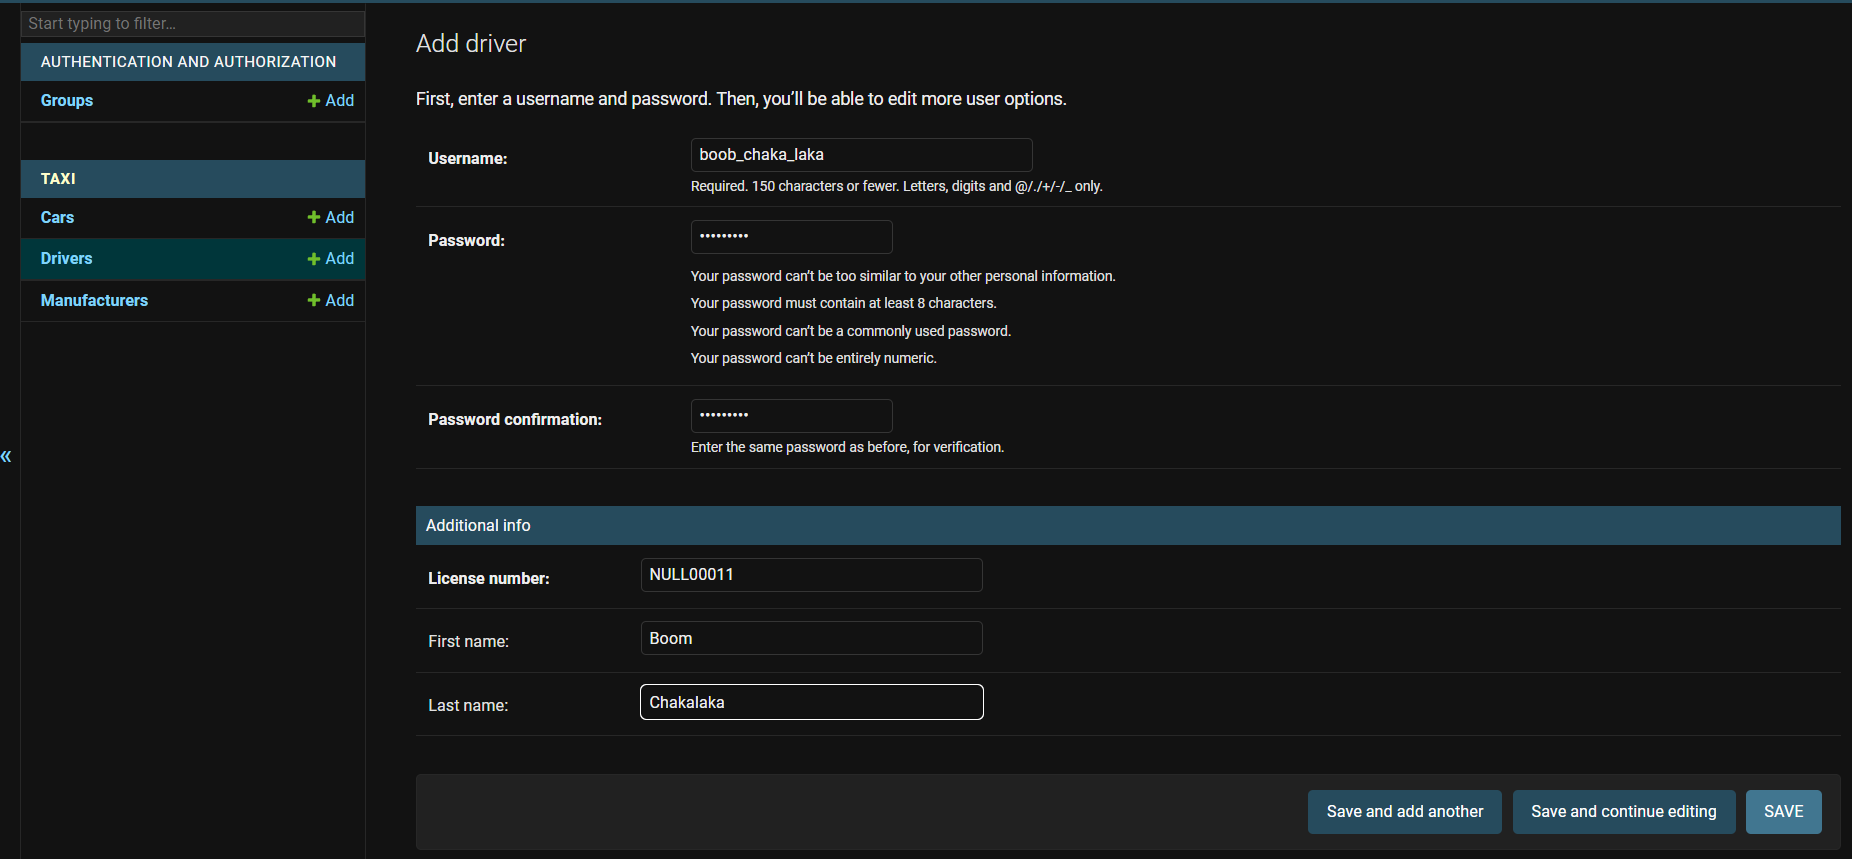 Start typing to filter…
AUTHENTICATION AND AUTHORIZATION
Groups + Add
TAXI
Cars + Add
Drivers + Add
Manufacturers + Add
«
Add driver
First, enter a username and password. Then, you’ll be able to edit more user options.
Username: boob_chaka_laka
Required. 150 characters or fewer. Letters, digits and @/./+/-/_ only.
Password: •••••••••
Your password can’t be too similar to your other personal information.
Your password must contain at least 8 characters.
Your password can’t be a commonly used password.
Your password can’t be entirely numeric.
Password confirmation: •••••••••
Enter the same password as before, for verification.
Additional info
License number: NULL00011
First name: Boom
Last name: Chakalaka
Save and add another Save and continue editing SAVE